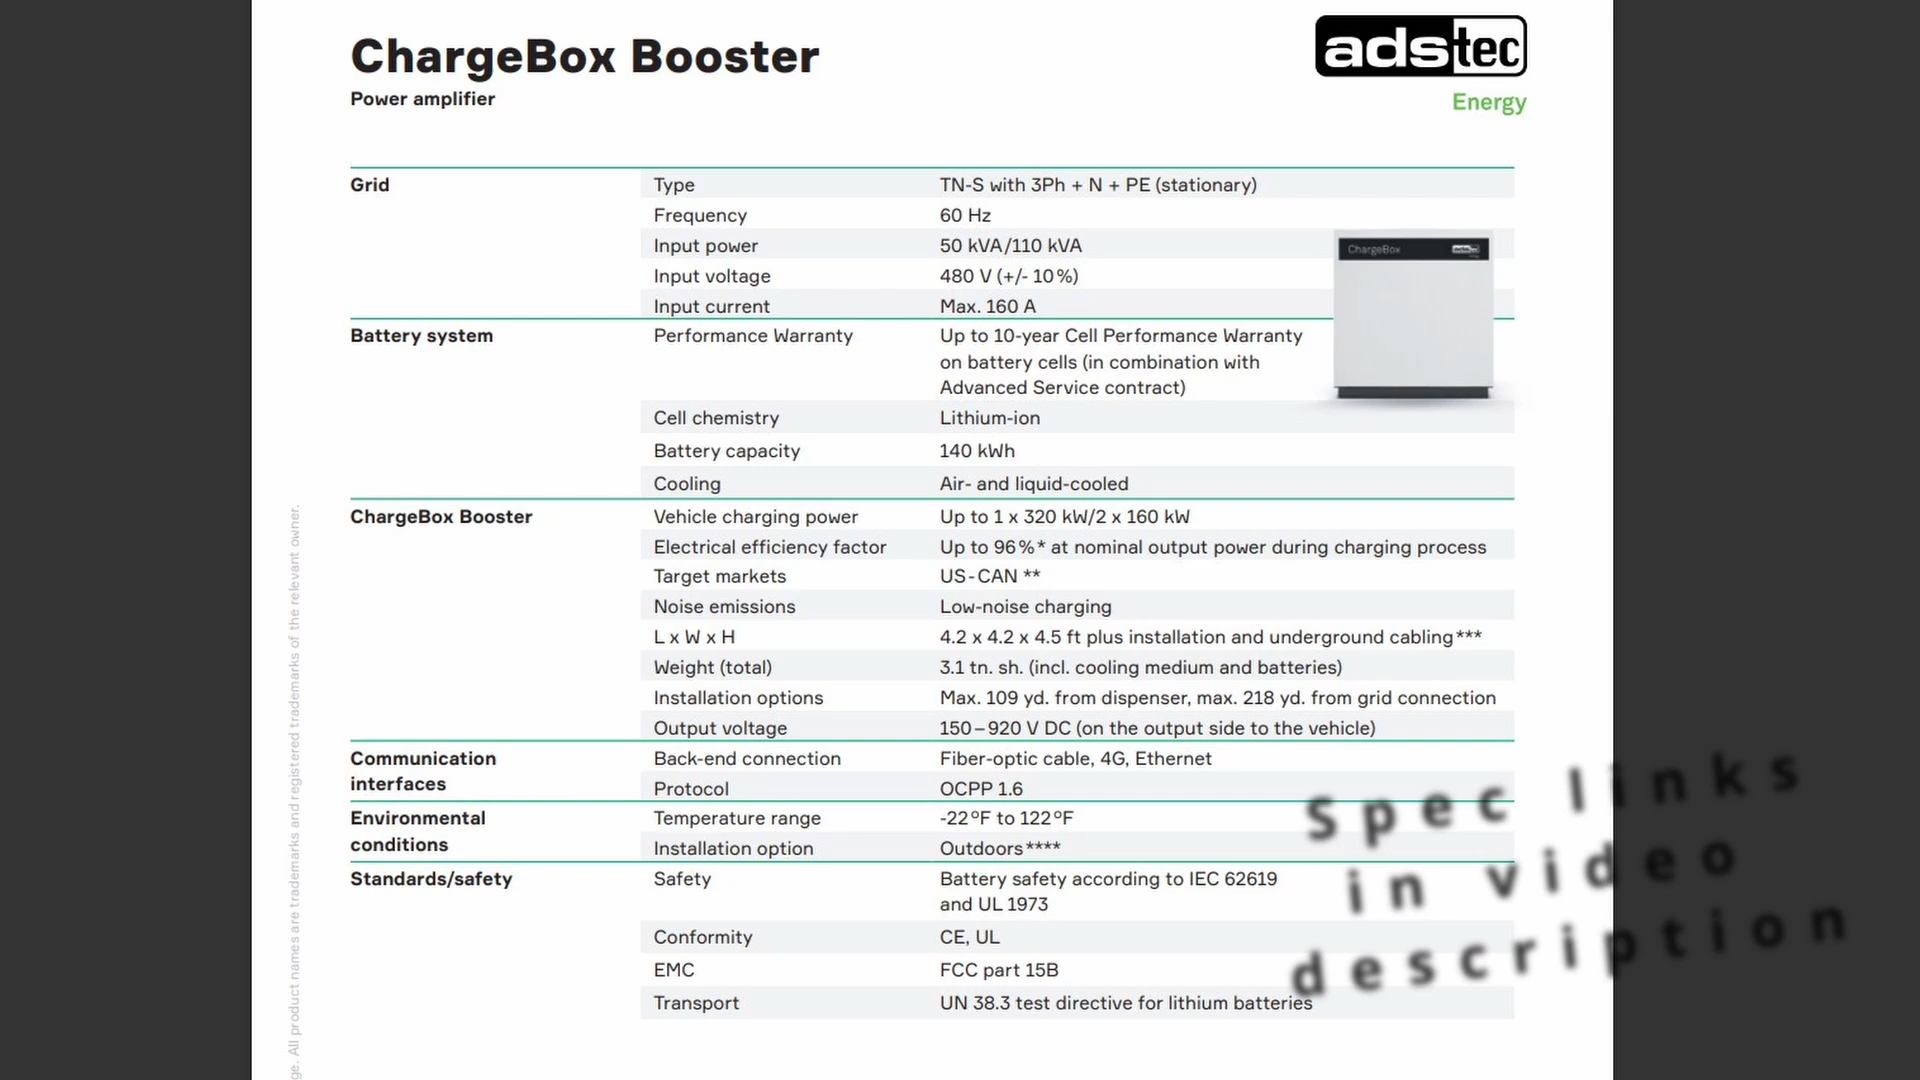 ChargeBox Booster
Power amplifier
adstec
Energy
Grid
Type TN-S with 3Ph + N + PE (stationary)
Frequency 60 Hz
Input power 50 kVA/110 kVA
Input voltage 480 V (+/- 10 %)
Input current Max. 160 A
ChargeBox
Battery system
Performance Warranty Up to 10-year Cell Performance Warranty
on battery cells (in combination with
Advanced Service contract)
Cell chemistry Lithium-ion
Battery capacity 140 kWh
Cooling Air- and liquid-cooled
ChargeBox Booster
Vehicle charging power Up to 1 x 320 kW/2 x 160 kW
Electrical efficiency factor Up to 96 %* at nominal output power during charging process
Target markets US-CAN **
Noise emissions Low-noise charging
L x W x H 4.2 x 4.2 x 4.5 ft plus installation and underground cabling***
Weight (total) 3.1 tn. sh. (incl. cooling medium and batteries)
Installation options Max. 109 yd. from dispenser, max. 218 yd. from grid connection
Output voltage 150–920 V DC (on the output side to the vehicle)
Communication
interfaces
Back-end connection Fiber-optic cable, 4G, Ethernet
Protocol OCPP 1.6
Environmental
conditions
Temperature range -22°F to 122°F
Installation option Outdoors****
Standards/safety
Safety Battery safety according to IEC 62619
and UL 1973
Conformity CE, UL
EMC FCC part 15B
Transport UN 38.3 test directive for lithium batteries
All product names are trademarks and registered trademarks of the relevant owner.
Spec links
in video
description